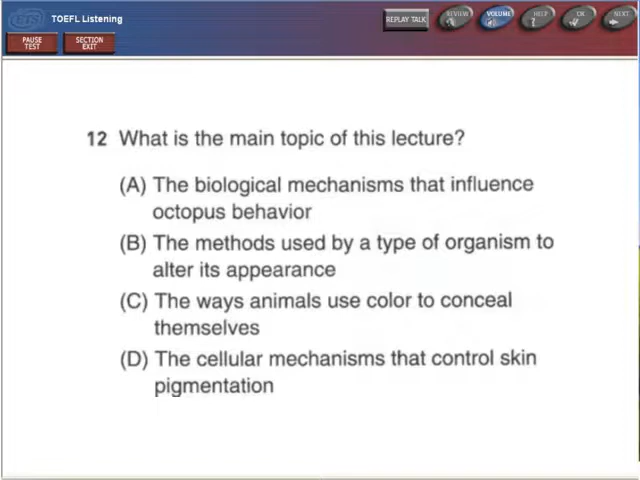 ETS
TOEFL Listening
REPLAY TALK
REVIEW
VOLUME
HELP
OK
NEXT
PAUSE
TEST
SECTION
EXIT
12 What is the main topic of this lecture?
(A) The biological mechanisms that influence
octopus behavior
(B) The methods used by a type of organism to
alter its appearance
(C) The ways animals use color to conceal
themselves
(D) The cellular mechanisms that control skin
pigmentation